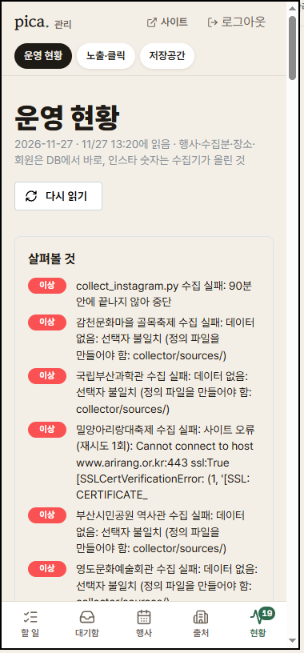 pica. 관리
사이트
로그아웃
운영 현황
노출·클릭
저장공간
운영 현황
2026-11-27 · 11/27 13:20에 읽음 · 행사·수집분·장소·
회원은 DB에서 바로, 인스타 숫자는 수집기가 올린 것
다시 읽기
살펴볼 것
이상
collect_instagram.py 수집 실패: 90분
안에 끝나지 않아 중단
이상
감천문화마을 골목축제 수집 실패: 데이터
없음: 선택자 불일치 (정의 파일을
만들어야 함: collector/sources/)
이상
국립부산과학관 수집 실패: 데이터 없음:
선택자 불일치 (정의 파일을 만들어야 함:
collector/sources/)
이상
밀양아리랑대축제 수집 실패: 사이트 오류
(재시도 1회): Cannot connect to host
www.arirang.or.kr:443 ssl:True
[SSLCertVerificationError: (1, '[SSL:
CERTIFICATE_
이상
부산시민공원 역사관 수집 실패: 데이터
없음: 선택자 불일치 (정의 파일을
만들어야 함: collector/sources/)
이상
영도문화예술회관 수집 실패: 데이터 없음:
선택자 불일치 (정의 파일을 만들어야 함:
할 일
대기함
행사
출처
현황
19